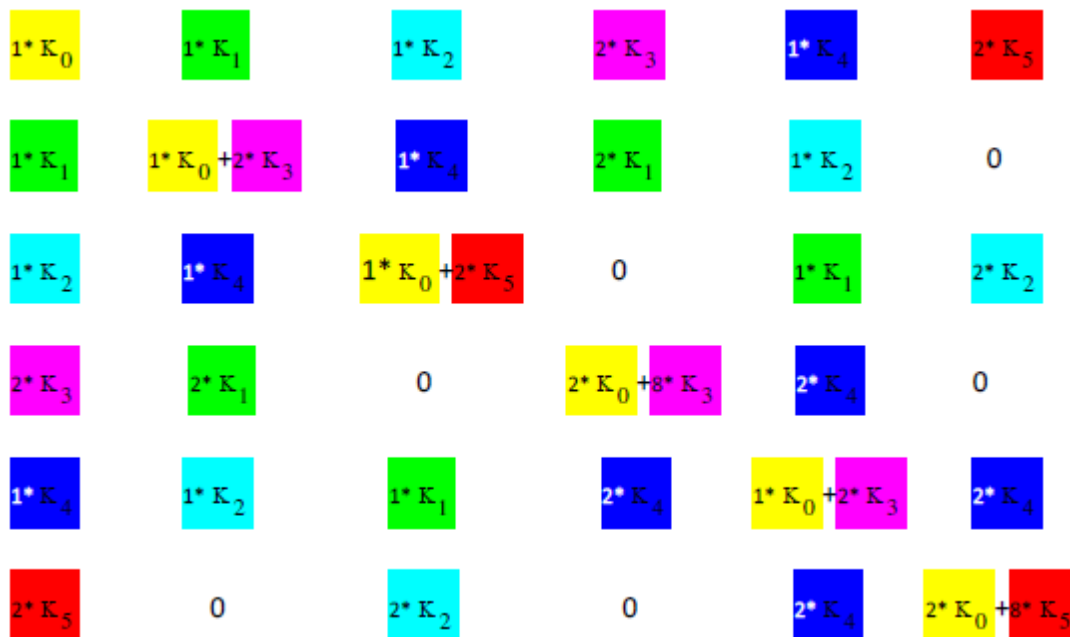 1* K0 1* K1 1* K2 2* K3 1* K4 2* K5
1* K1 1* K0+2* K3 1* K4 2* K1 1* K2 0
1* K2 1* K4 1* K0+2* K5 0 1* K1 2* K2
2* K3 2* K1 0 2* K0+8* K3 2* K4 0
1* K4 1* K2 1* K1 2* K4 1* K0+2* K3 2* K4
2* K5 0 2* K2 0 2* K4 2* K0+8* K5